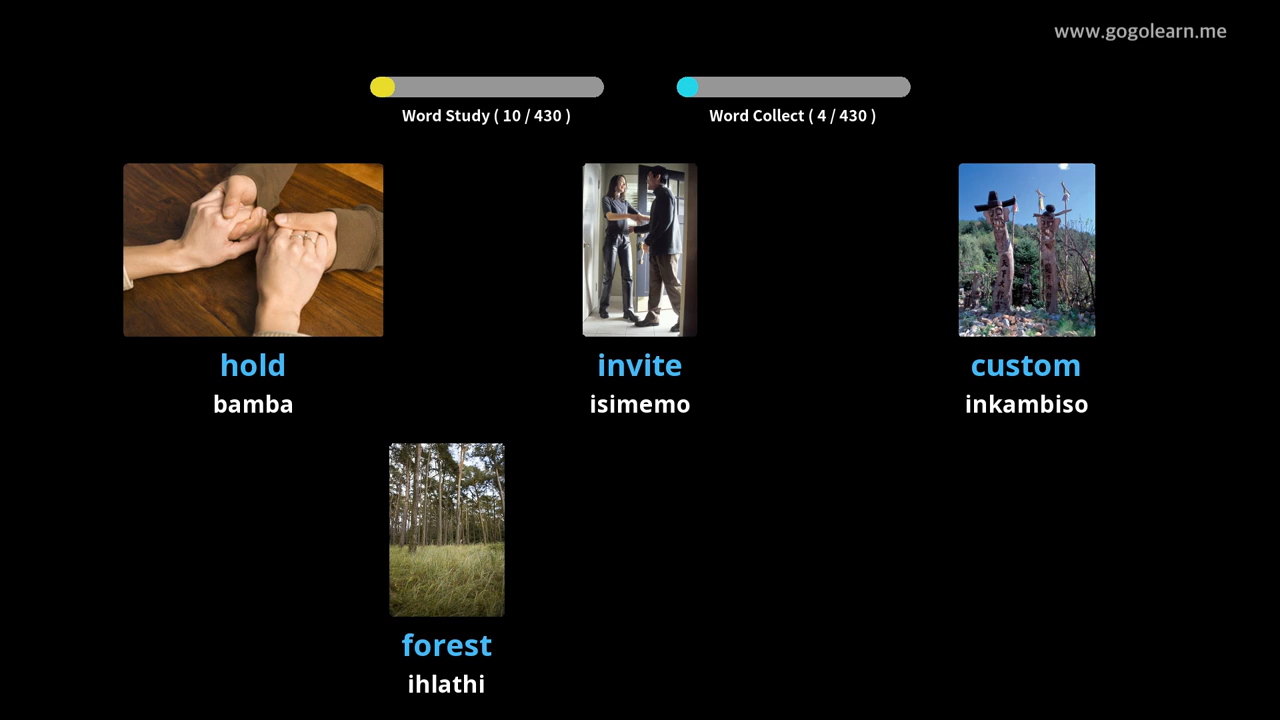 www.gogolearn.me
Word Study ( 10 / 430 )
Word Collect ( 4 / 430 )
hold
bamba
invite
isimemo
custom
inkambiso
forest
ihlathi